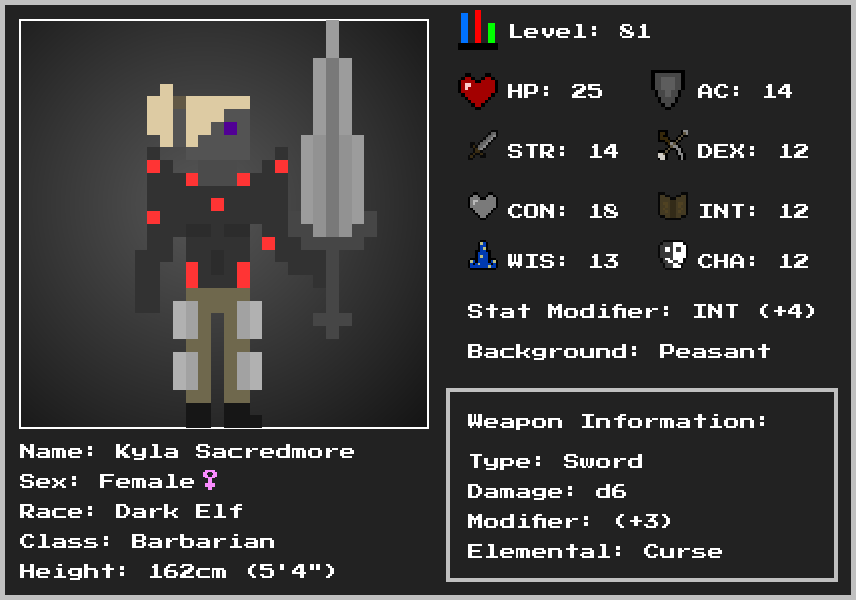 Level: 81
HP: 25 AC: 14
STR: 14 DEX: 12
CON: 18 INT: 12
WIS: 13 CHA: 12
Stat Modifier: INT (+4)
Background: Peasant
Weapon Information:
Type: Sword
Damage: d6
Modifier: (+3)
Elemental: Curse
Name: Kyla Sacredmore
Sex: Female♀
Race: Dark Elf
Class: Barbarian
Height: 162cm (5'4")